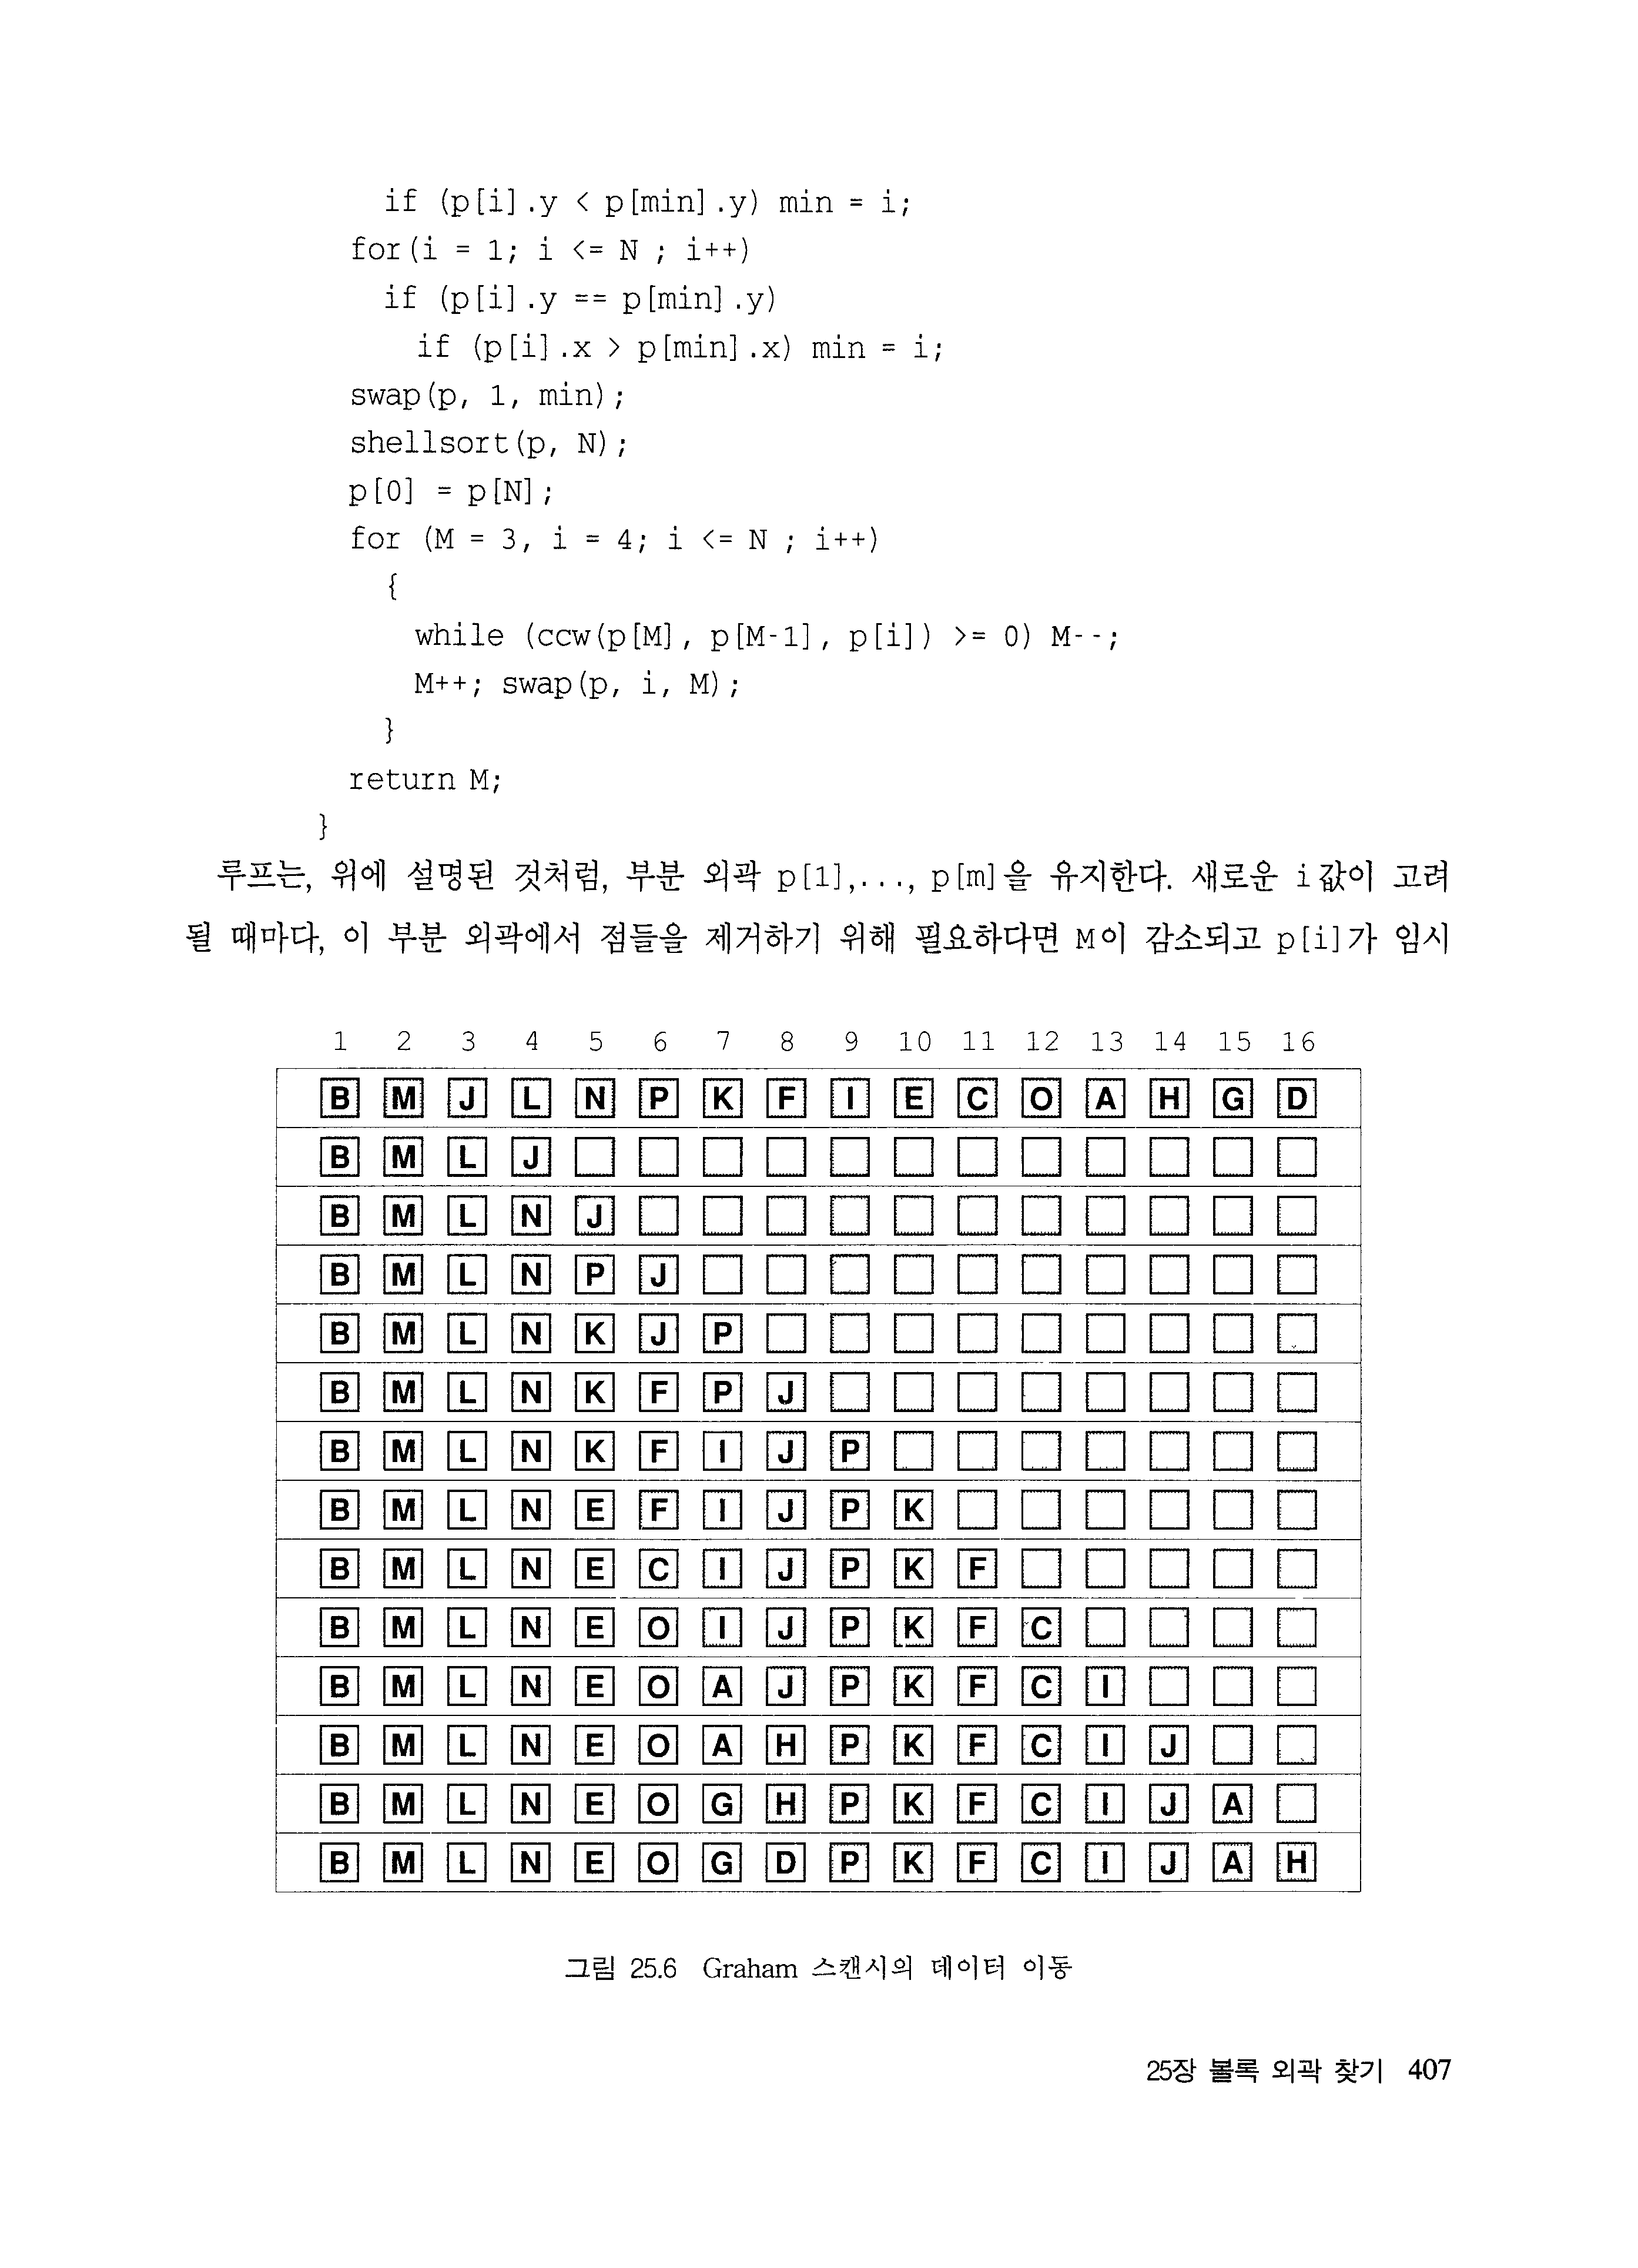 if (p[i].y < p[min].y) min = i;
for(i = 1; i <= N ; i++)
if (p[i].y == p[min].y)
if (p[i].x > p[min].x) min = i;
swap(p, 1, min);
shellsort(p, N);
p[0] = p[N];
for (M = 3, i = 4; i <= N ; i++)
{
while (ccw(p[M], p[M-1], p[i]) >= 0) M--;
M++; swap(p, i, M);
}
return M;
}
루프는, 위에 설명된 것처럼, 부분 외곽 p[1],..., p[m]을 유지한다. 새로운 i값이 고려
될 때마다, 이 부분 외곽에서 점들을 제거하기 위해 필요하다면 M이 감소되고 p[i]가 임시
1 2 3 4 5 6 7 8 9 10 11 12 13 14 15 16
B M J L N P K F I E C O A H G D
B M L J
B M L N J
B M L N P J
B M L N K J P
B M L N K F P J
B M L N K F I J P
B M L N E F I J P K
B M L N E C I J P K F
B M L N E O I J P K F C
B M L N E O A J P K F C I
B M L N E O A H P K F C I J
B M L N E O G H P K F C I J A
B M L N E O G D P K F C I J A H
그림 25.6 Graham 스캔시의 데이터 이동
25장 볼록 외곽 찾기 407